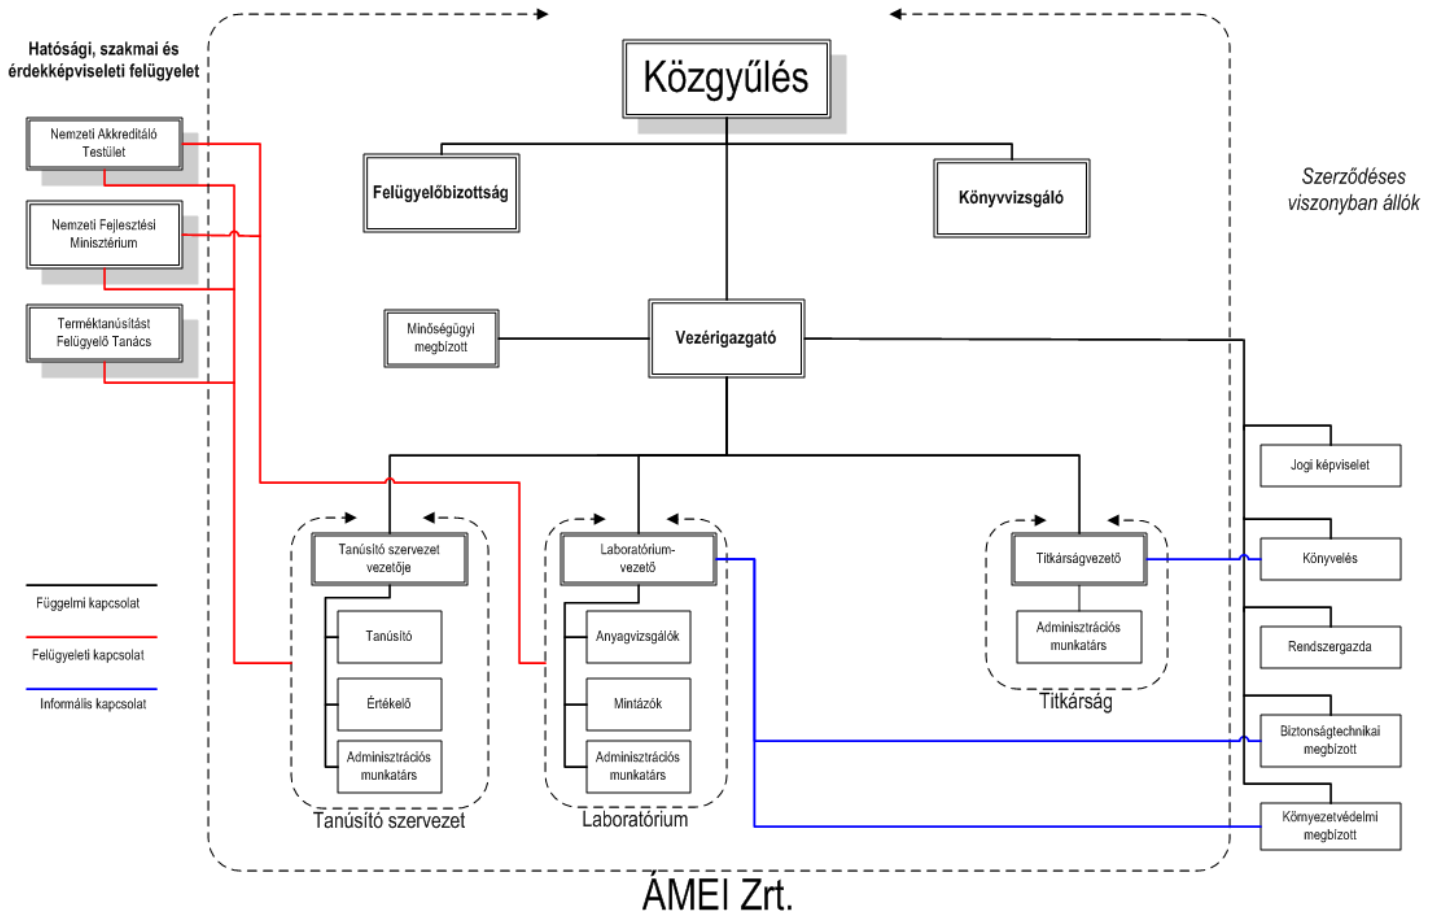 Hatósági, szakmai és
érdekképviseleti felügyelet
Közgyűlés
Nemzeti Akkreditáló
Testület
Felügyelőbizottság
Könyvvizsgáló
Szerződéses
viszonyban állók
Nemzeti Fejlesztési
Minisztérium
Terméktanúsítást
Felügyelő Tanács
Minőségügyi
megbízott
Vezérigazgató
Jogi képviselet
Tanúsító szervezet
vezetője
Laboratórium-
vezető
Titkárságvezető
Könyvelés
Függelmi kapcsolat
Tanúsító
Anyagvizsgálók
Adminisztrációs
munkatárs
Rendszergazda
Felügyeleti kapcsolat
Értékelő
Mintázók
Titkárság
Informális kapcsolat
Biztonságtechnikai
megbízott
Adminisztrációs
munkatárs
Adminisztrációs
munkatárs
Tanúsító szervezet
Laboratórium
Környezetvédelmi
megbízott
ÁMEI Zrt.